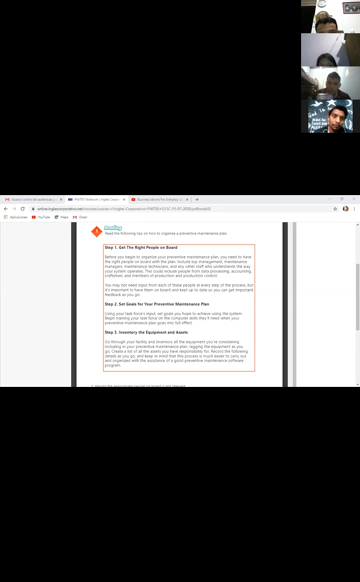 Reading
Read the following tips on how to organize a preventive maintenance plan.
Step 1. Get The Right People on Board
Before you begin to organize your preventive maintenance plan, you need to have
the right people on board with the plan. Include top management, maintenance
managers, maintenance technicians, and any other staff who understands the way
your system operates. This could include people from data processing, accounting,
craftsmen, and members of production and production control.
You may not need input from each of these people at every step of the process, but
it's important to have them on board and kept up to date so you can get important
feedback as you go.
Step 2. Set Goals for Your Preventive Maintenance Plan
Using your task force's input, set goals you hope to achieve using the system.
Begin training your task force on the computer skills they'll need when your
preventive maintenance plan goes into full effect.
Step 3. Inventory the Equipment and Assets
Go through your facility and inventory all the equipment you're considering
including in your preventive maintenance plan, tagging the equipment as you
go. Create a list of all the assets you have responsibility for. Record the following
details as you go, and keep in mind that this process is much easier to carry out
and organized with the assistance of a good preventive maintenance software
program.